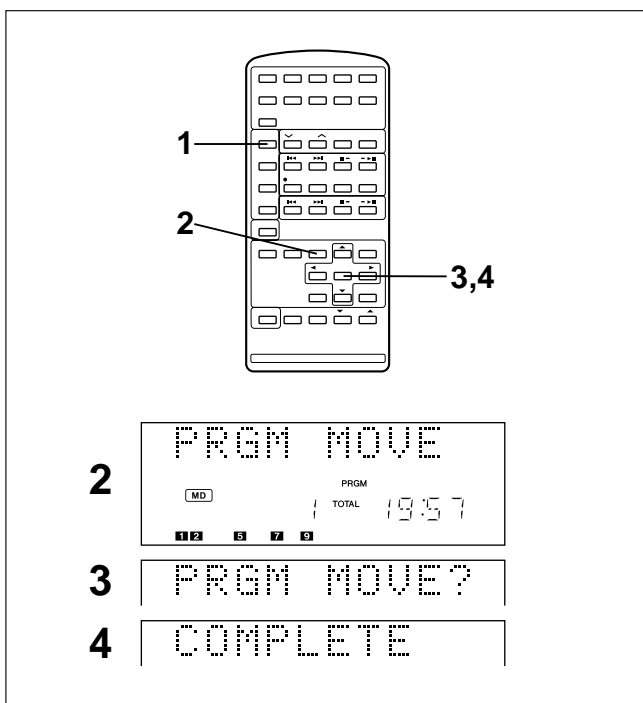 1
2
3,4
2
PRGM MOVE
PRGM
MD
1 TOTAL 19:57
1 2 5 7 9
3
PRGM MOVE?
4
COMPLETE